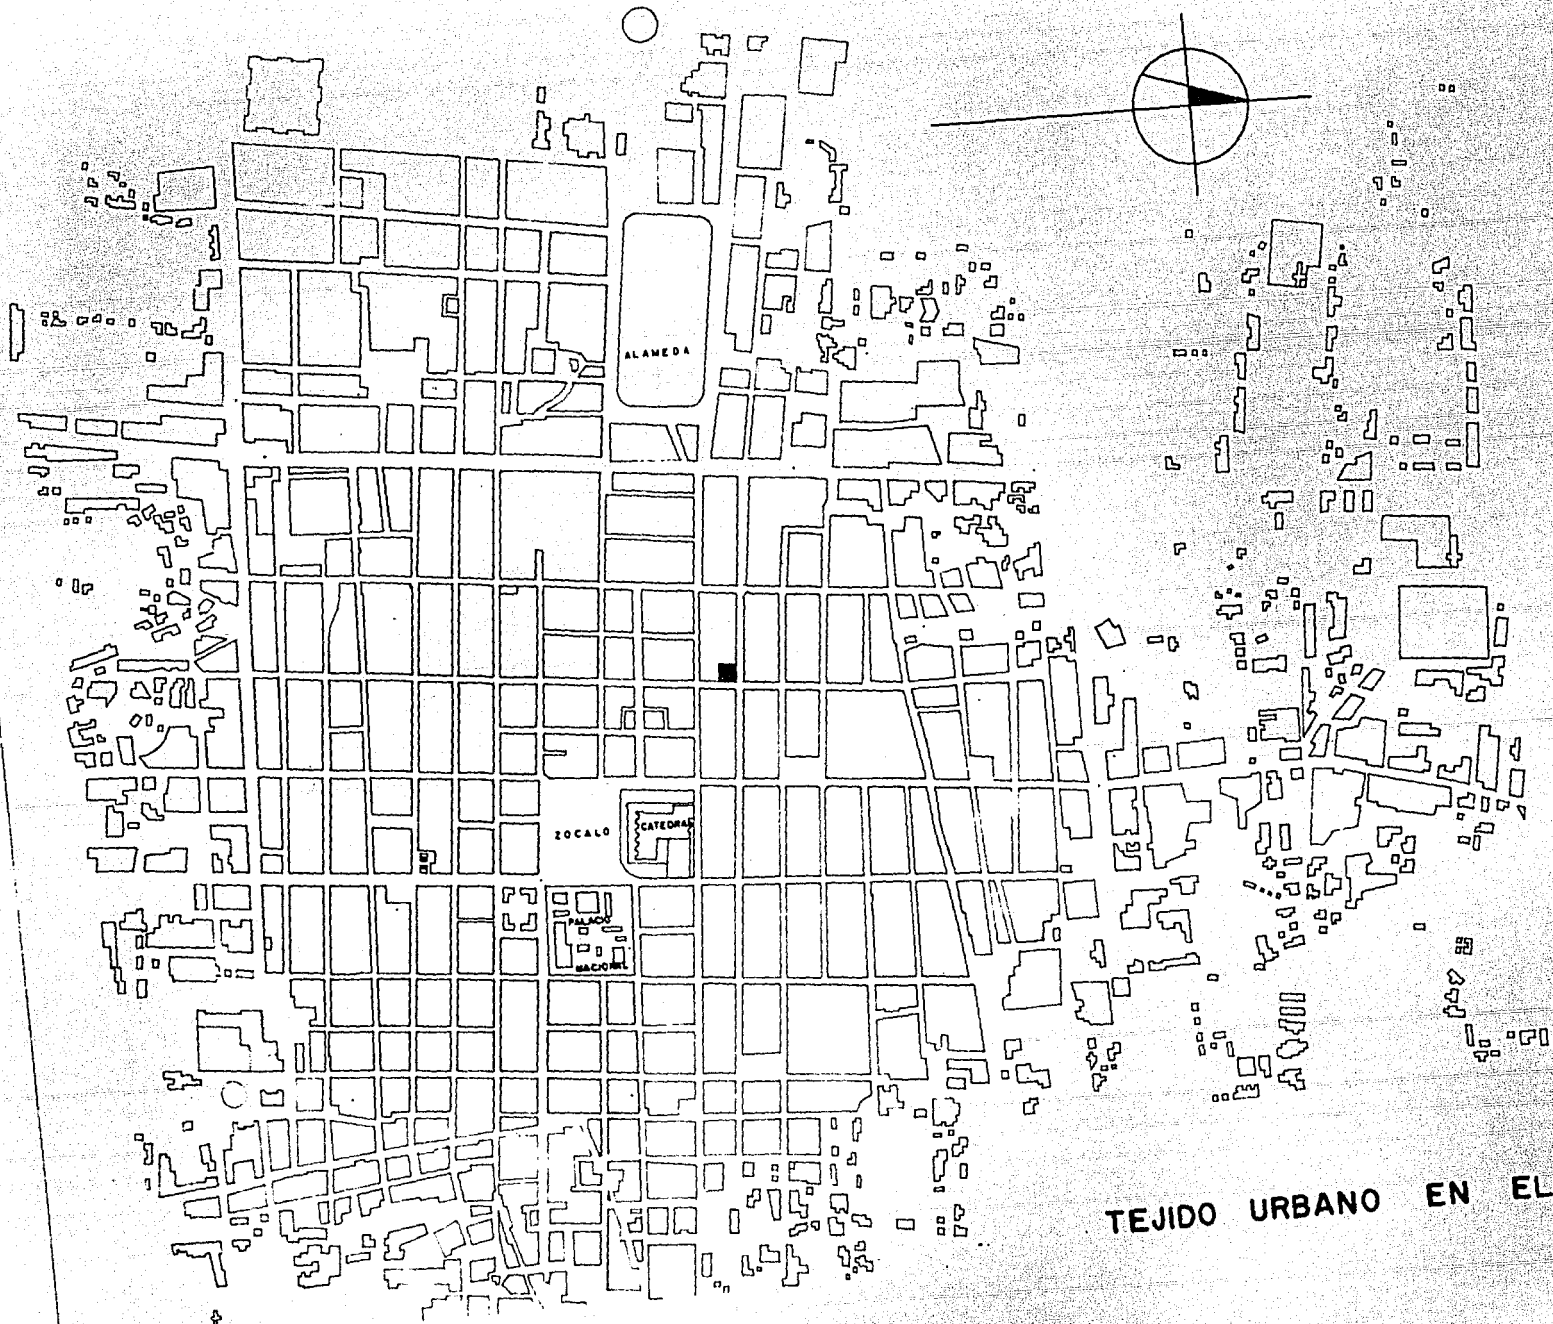 ALAMEDA
ZOCALO
CATEDRAL
PALACIO
NACIONAL
TEJIDO URBANO EN EL